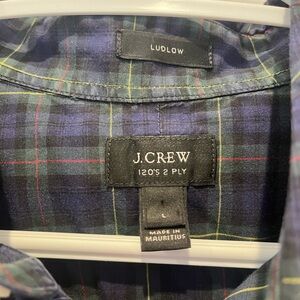 LUDLOW
J.CREW
120'S 2 PLY
L
MADE IN
MAURITIUS